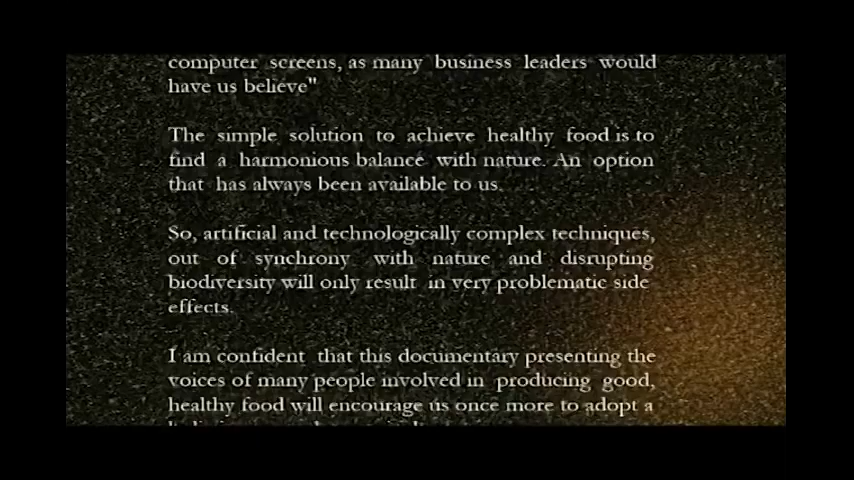 computer screens, as many business leaders would
have us believe"
The simple solution to achieve healthy food is to
find a harmonious balance with nature. An option
that has always been available to us.
So, artificial and technologically complex techniques,
out of synchrony with nature and disrupting
biodiversity will only result in very problematic side
effects.
I am confident that this documentary presenting the
voices of many people involved in producing good,
healthy food will encourage us once more to adopt a